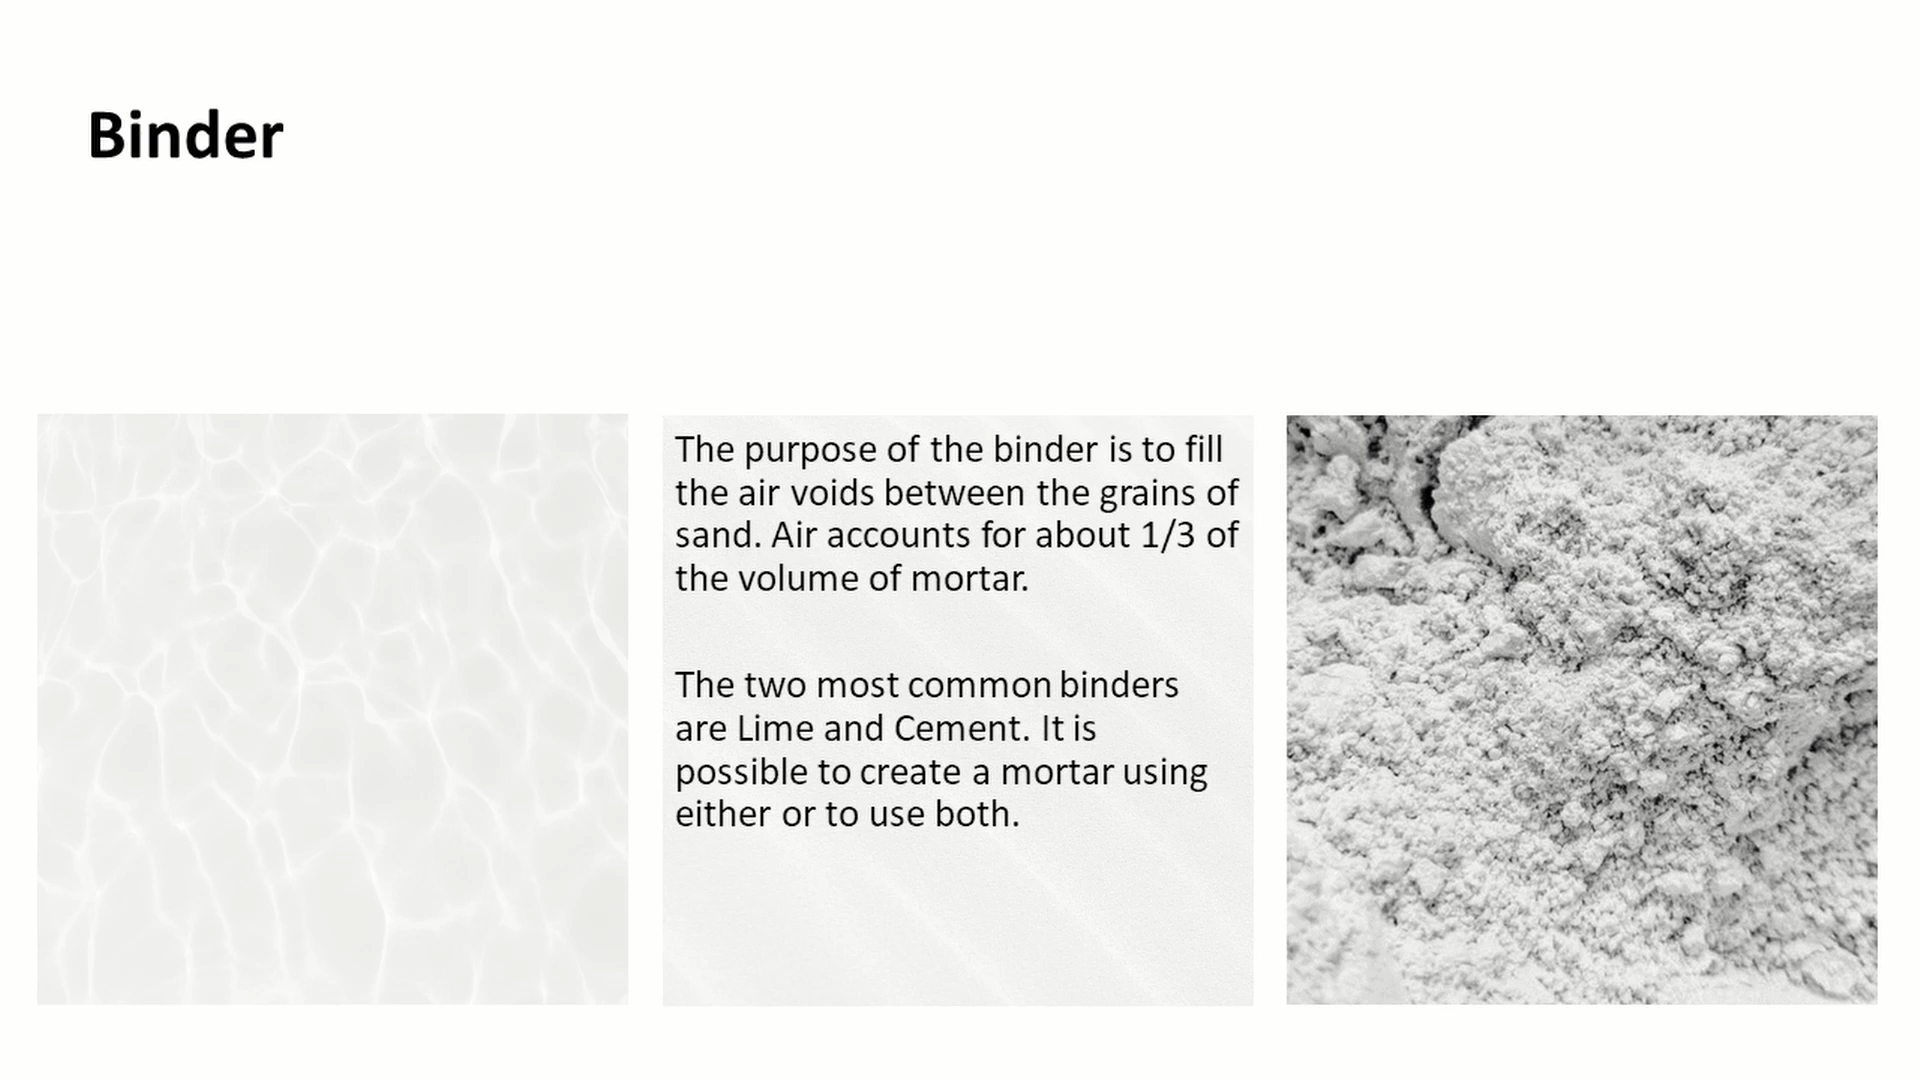 Binder
The purpose of the binder is to fill
the air voids between the grains of
sand. Air accounts for about 1/3 of
the volume of mortar.
The two most common binders
are Lime and Cement. It is
possible to create a mortar using
either or to use both.